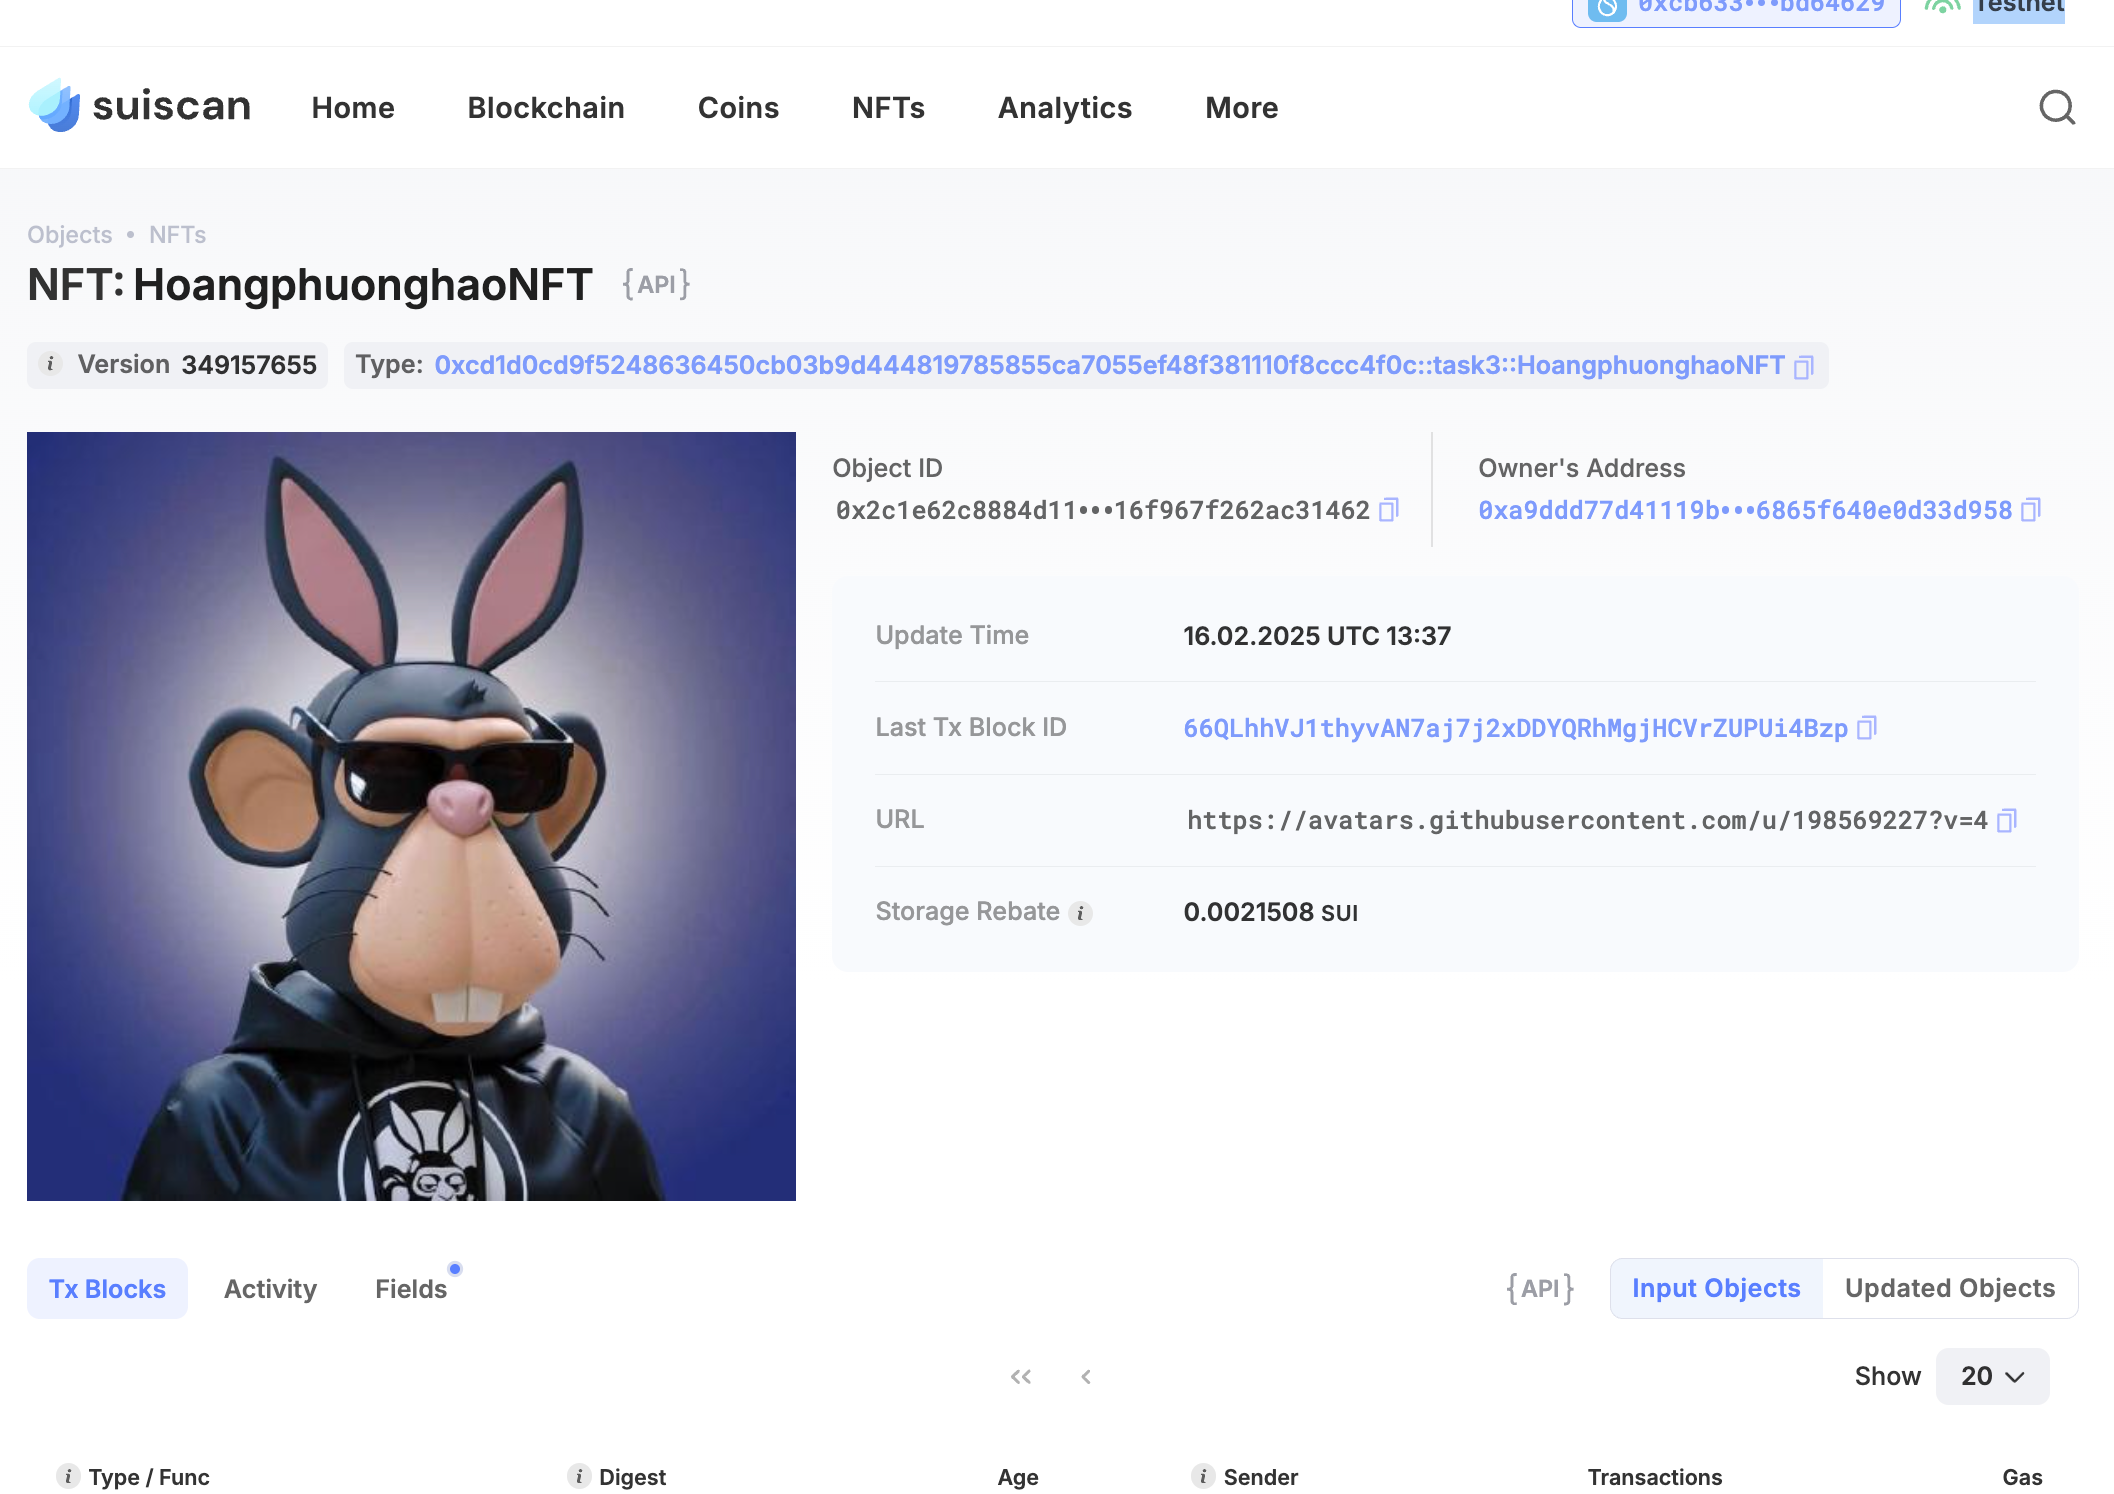 0xcb633•••bd64629 Testnet
suiscan Home Blockchain Coins NFTs Analytics More
Objects • NFTs
NFT: HoangphuonghaoNFT {API}
i Version 349157655 Type: 0xcd1d0cd9f5248636450cb03b9d444819785855ca7055ef48f381110f8ccc4f0c::task3::HoangphuonghaoNFT
Object ID
0x2c1e62c8884d11•••16f967f262ac31462
Owner's Address
0xa9ddd77d41119b•••6865f640e0d33d958
Update Time 16.02.2025 UTC 13:37
Last Tx Block ID 66QLhhVJ1thyvAN7aj7j2xDDYQRhMgjHCVrZUPUi4Bzp
URL https://avatars.githubusercontent.com/u/198569227?v=4
Storage Rebate i 0.0021508 SUI
Tx Blocks Activity Fields {API} Input Objects Updated Objects
Show 20
i Type / Func i Digest Age i Sender Transactions Gas